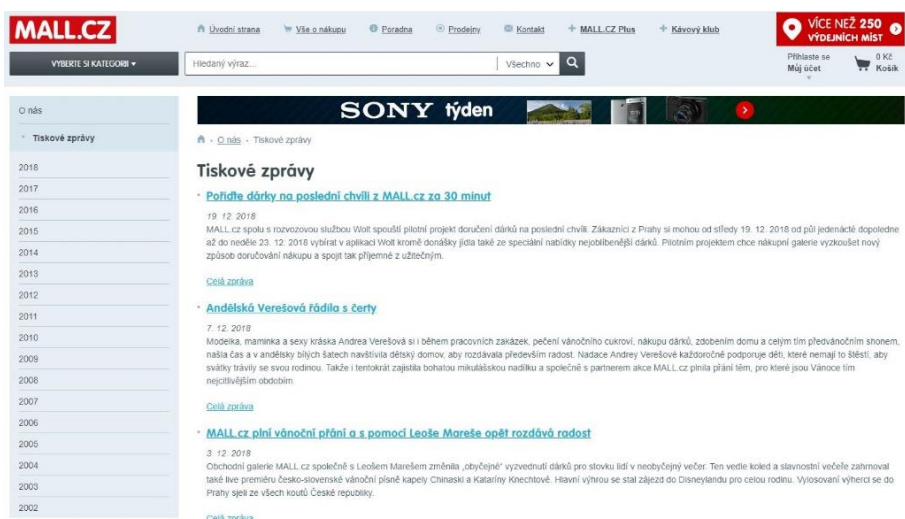 MALL.CZ
Úvodní strana Vše o nákupu Poradna Prodejny Kontakt MALL.CZ Plus Kávový klub
VÍCE NEŽ 250
VÝDEJNÍCH MÍST
VYBERTE SI KATEGORII
Hledaný výraz... Všechno
Přihlaste se
Můj účet
0 Kč
Košík
O nás
Tiskové zprávy
2018
2017
2016
2015
2014
2013
2012
2011
2010
2009
2008
2007
2006
2005
2004
2003
2002
SONY týden
O nás - Tiskové zprávy
Tiskové zprávy
Pořiďte dárky na poslední chvíli z MALL.cz za 30 minut
19. 12. 2018
MALL.cz spolu s rozvozovou službou Wolt spouští pilotní projekt doručení dárků na poslední chvíli. Zákazníci z Prahy si mohou od středy 19. 12. 2018 od půl jedenácté dopoledne
až do neděle 23. 12. 2018 vybírat v aplikaci Wolt kromě donášky jídla také ze speciální nabídky nejoblíbenější dárků. Pilotním projektem chce nákupní galerie vyzkoušet nový
způsob doručování nákupu a spojit tak příjemné z užitečným.
Celá zpráva
Andělská Verešová řádila s čerty
7. 12. 2018
Modelka, maminka a sexy kráska Andrea Verešová si i během pracovních zakázek, pečení vánočního cukroví, nákupu dárků, zdobením domu a celým tím předvánočním shonem,
našla čas a v andělsky bílých šatech navštívila dětský domov, aby rozdávala především radost. Nadace Andrey Verešové každoročně podporuje děti, které nemají to štěstí, aby
svátky trávily se svou rodinou. Takže i tentokrát zajistila bohatou mikulášskou nadílku a společně s partnerem akce MALL.cz plnila přání těm, pro které jsou Vánoce tím
nejcitlivějším obdobím.
Celá zpráva
MALL.cz plní vánoční přání a s pomocí Leoše Mareše opět rozdává radost
3. 12. 2018
Obchodní galerie MALL.cz společně s Leošem Marešem změnila „obyčejné" vyzvednutí dárků pro stovku lidí v neobyčejný večer. Ten vedle koled a slavnostní večeře zahrnoval
také live premiéru česko-slovenské vánoční písně kapely Chinaski a Kataríny Knechtové. Hlavní výhrou se stal zájezd do Disneylandu pro celou rodinu. Vylosovaní výherci se do
Prahy sjeli ze všech koutů České republiky.
Celá zpráva